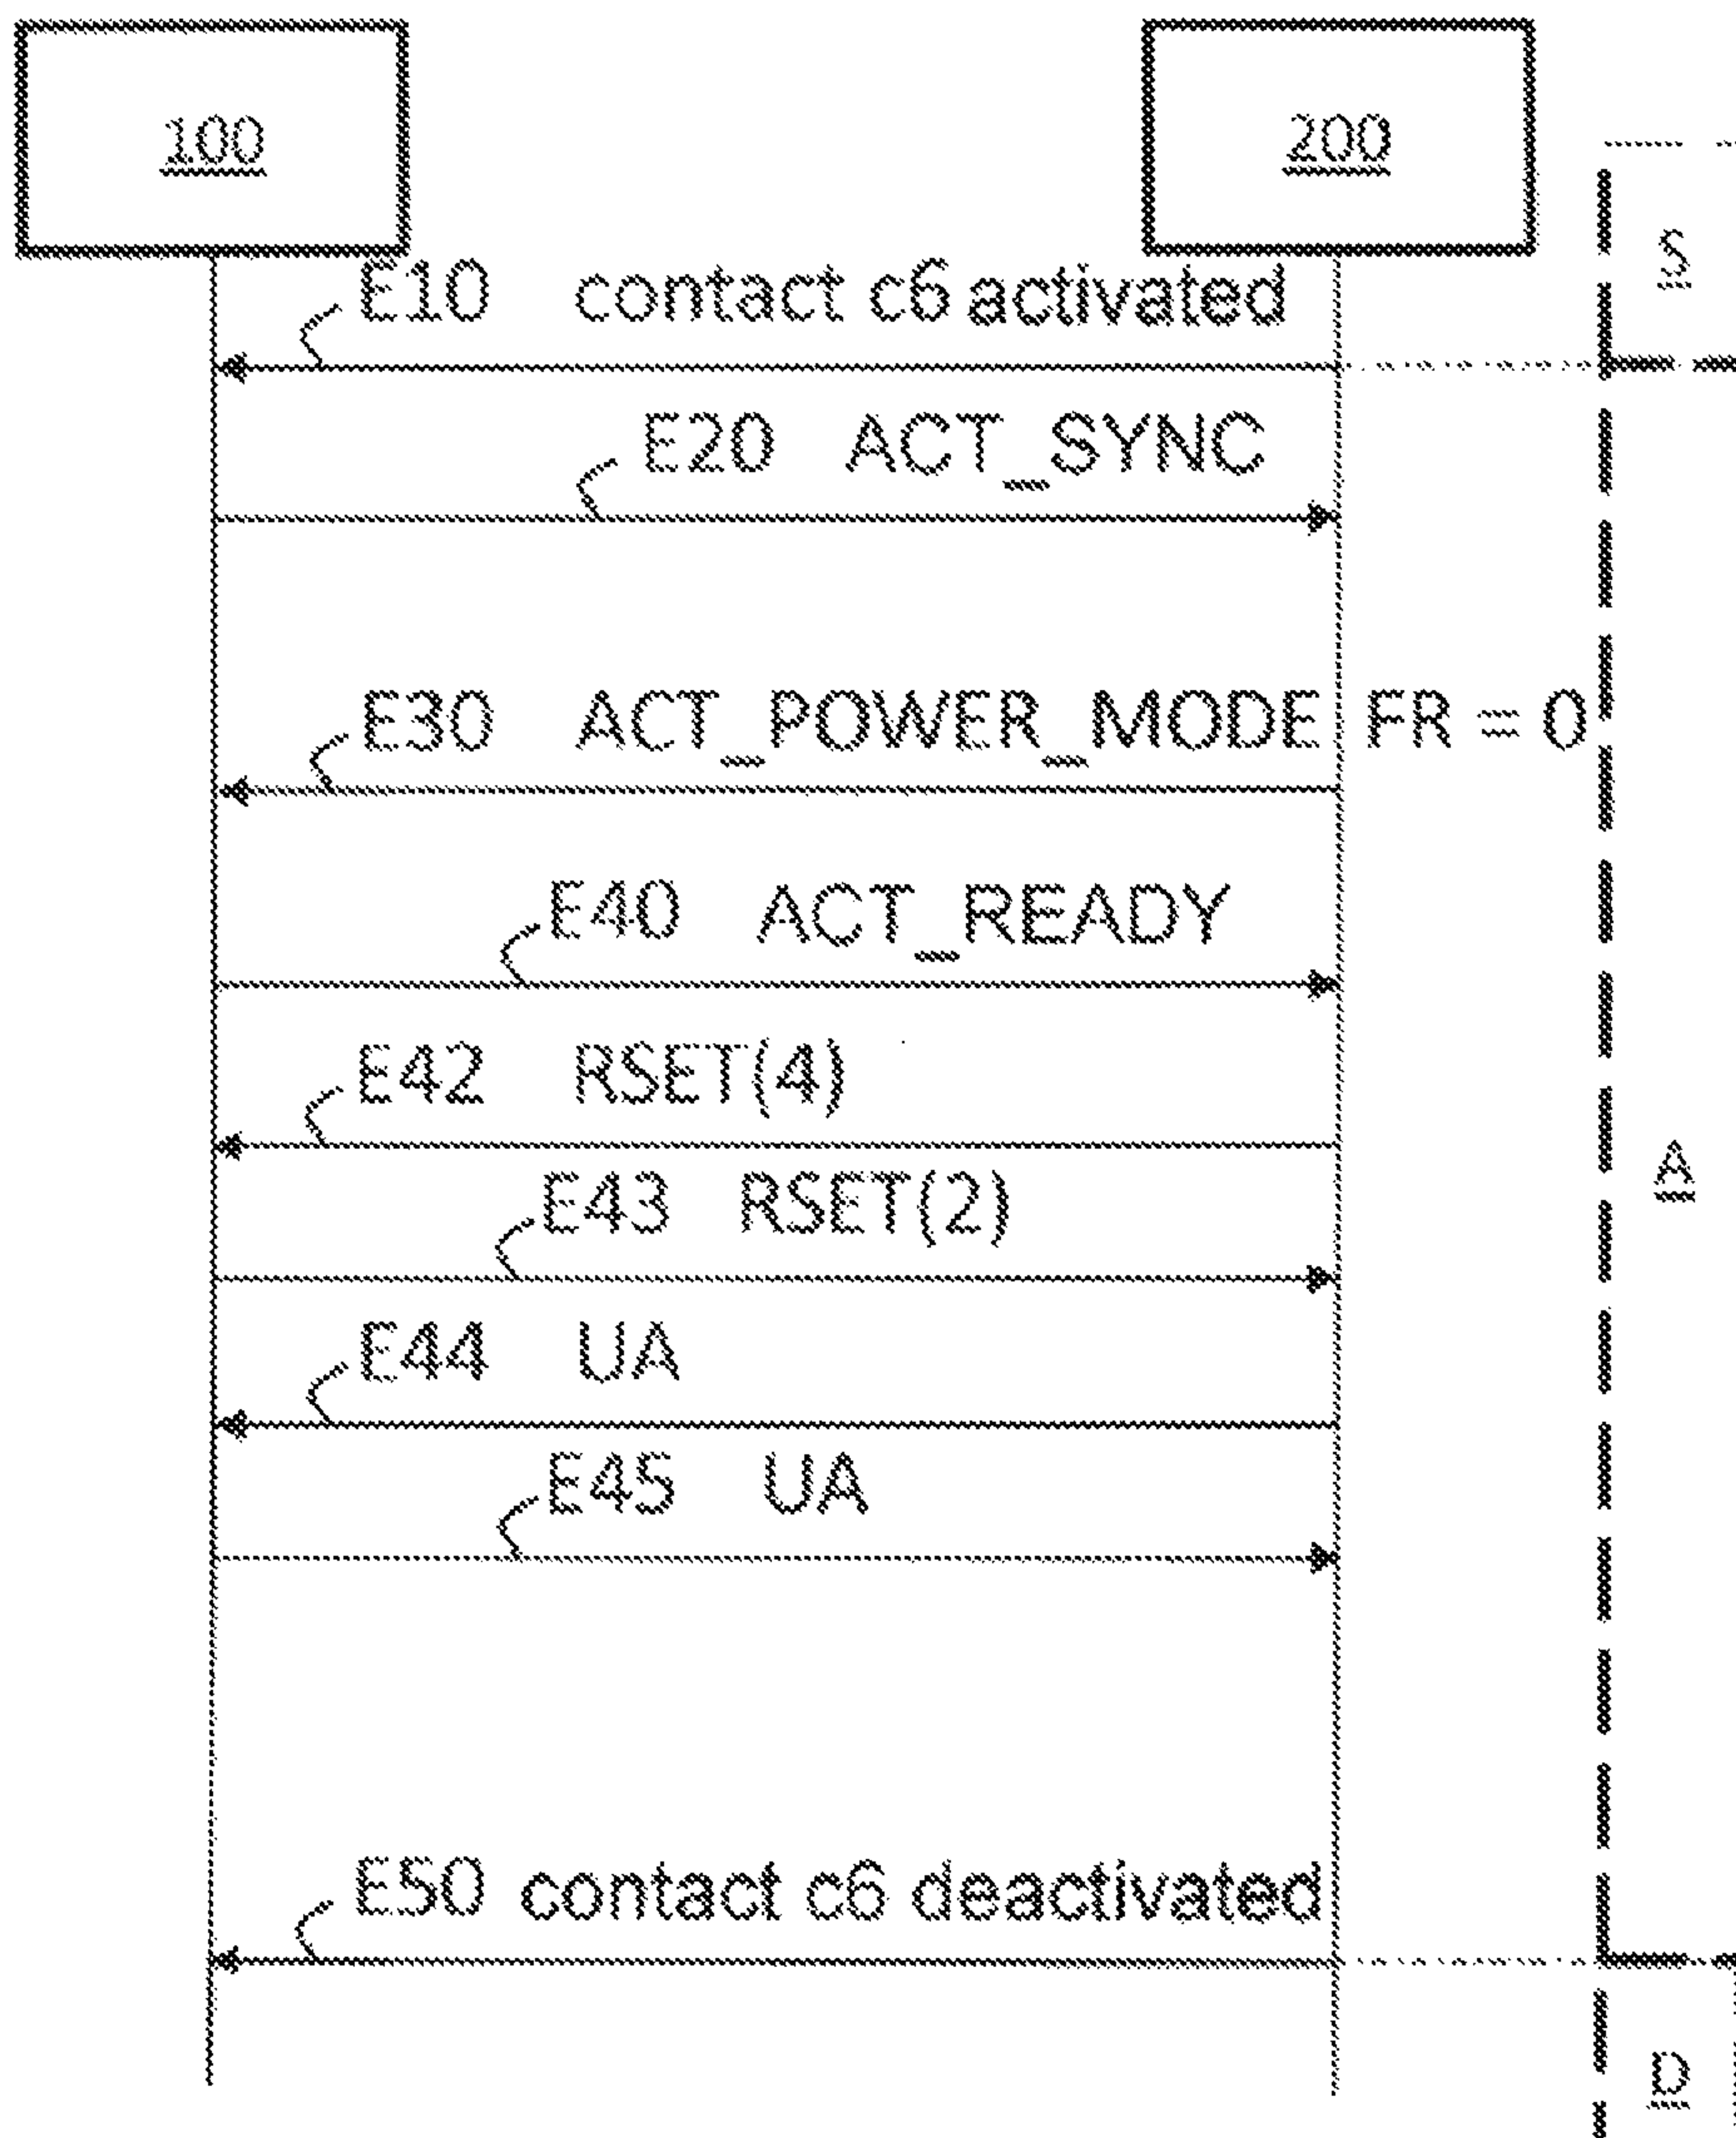 100
200
S
E10 contact c6 activated
E20 ACT_SYNC
E30 ACT_POWER_MODE FR = 0
E40 ACT_READY
E42 RSET(4)
A
E43 RSET(2)
E44 UA
E45 UA
E50 contact c6 deactivated
D